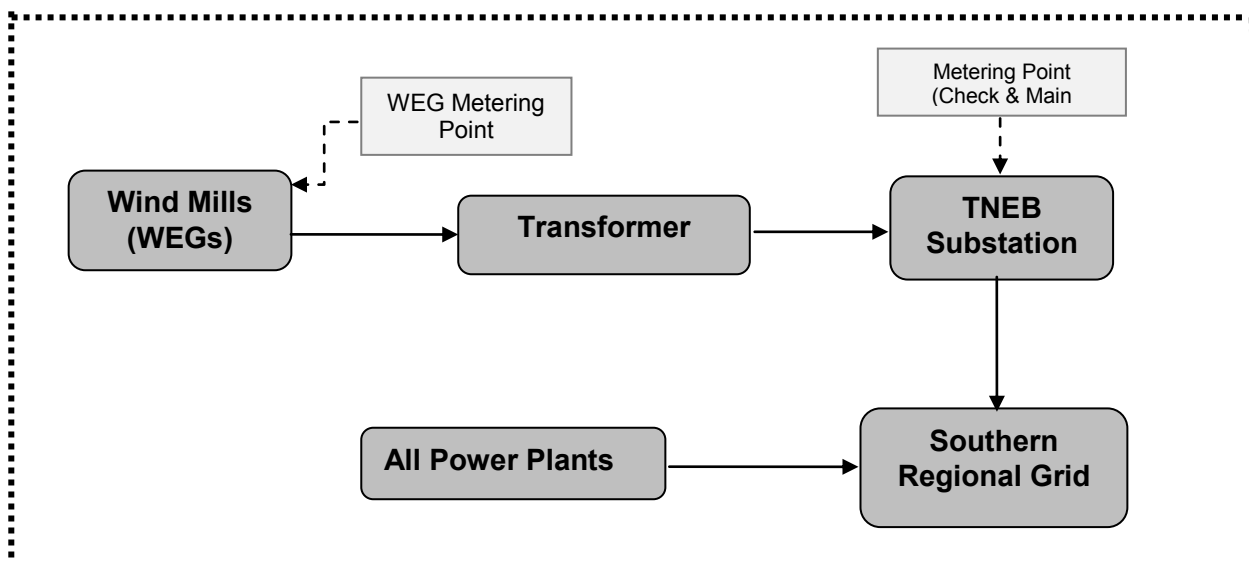 WEG Metering
Point
Metering Point
(Check & Main
Wind Mills
(WEGs)
Transformer
TNEB
Substation
All Power Plants
Southern
Regional Grid